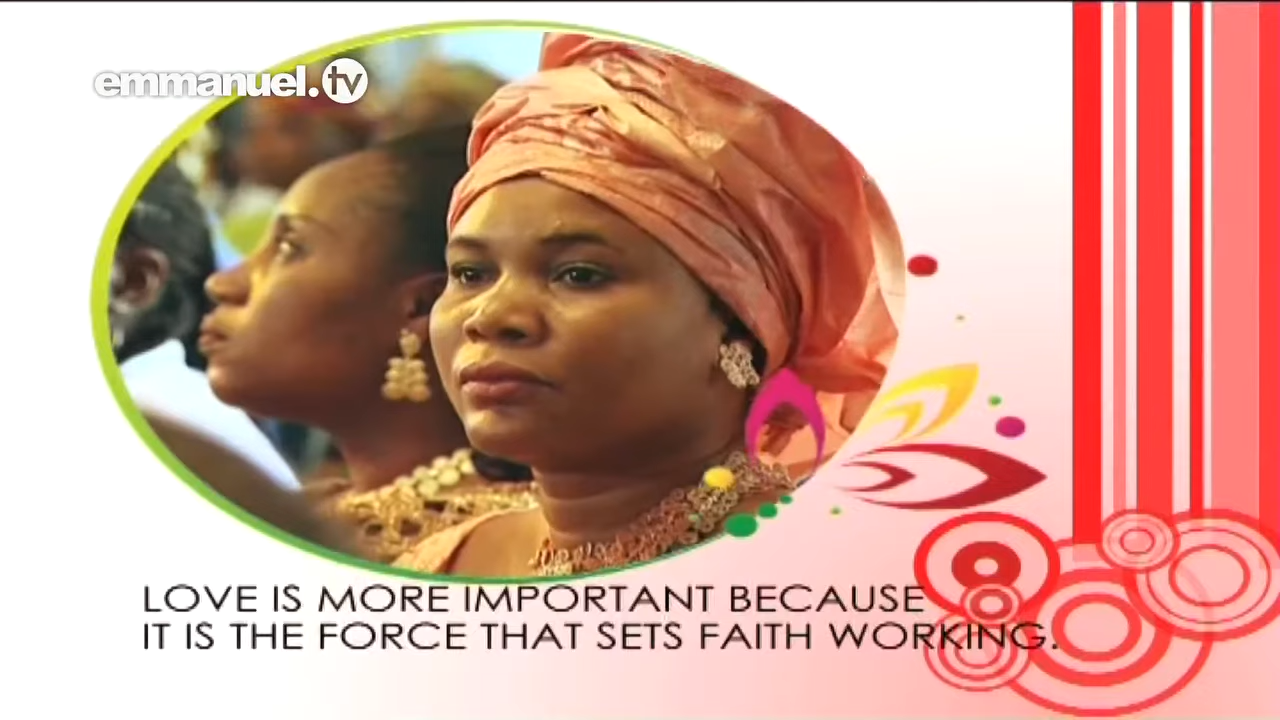 emmanuel.tv
LOVE IS MORE IMPORTANT BECAUSE
IT IS THE FORCE THAT SETS FAITH WORKING.